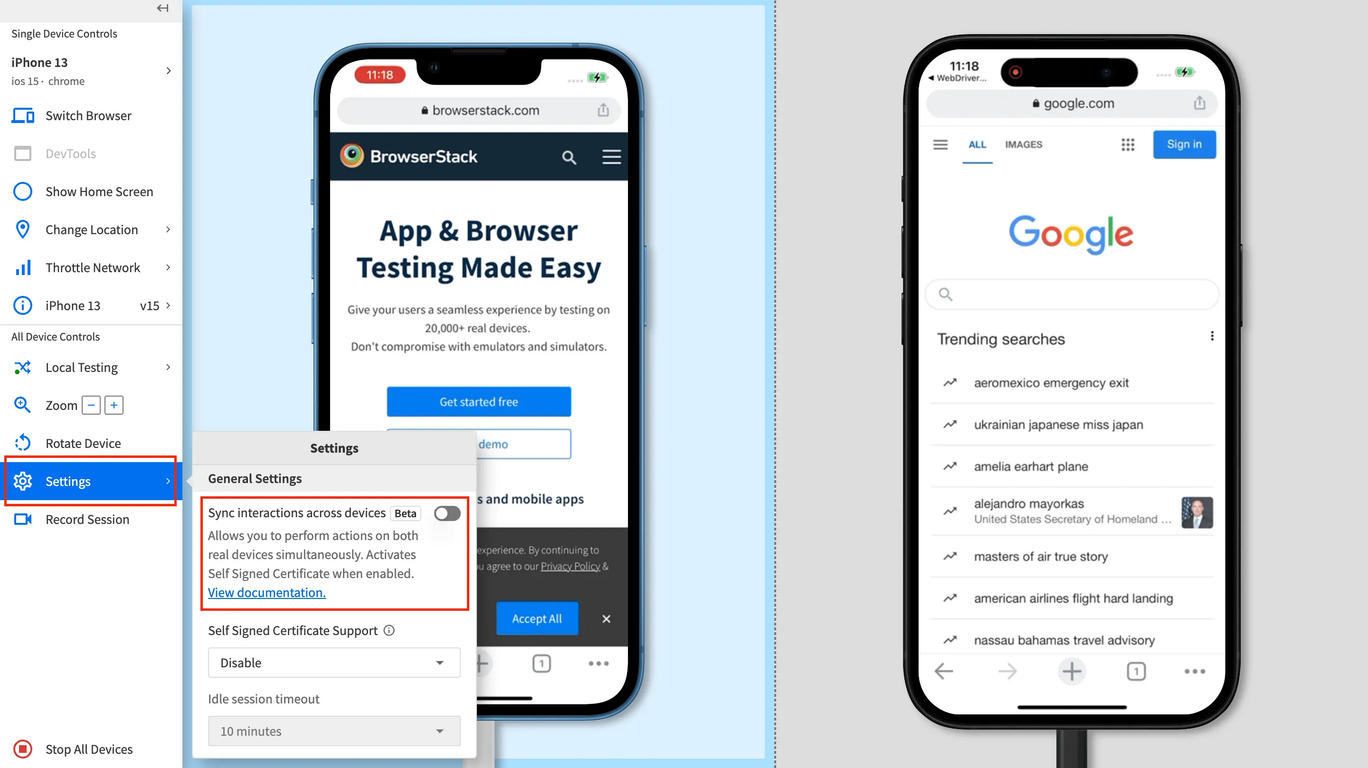 Single Device Controls
iPhone 13
ios 15 · chrome
Switch Browser
DevTools
Show Home Screen
Change Location
Throttle Network
iPhone 13 v15
All Device Controls
Local Testing
Zoom − +
Rotate Device
Settings
Record Session
Stop All Devices
11:18
browserstack.com
BrowserStack
App & Browser
Testing Made Easy
Give your users a seamless experience by testing on
20,000+ real devices.
Don't compromise with emulators and simulators.
Get started free
demo
s and mobile apps
experience. By continuing to
u agree to our Privacy Policy &
Accept All
1
Settings
General Settings
Sync interactions across devices Beta
Allows you to perform actions on both
real devices simultaneously. Activates
Self Signed Certificate when enabled.
View documentation.
Self Signed Certificate Support
Disable
Idle session timeout
10 minutes
11:18
WebDriver...
google.com
ALL IMAGES Sign in
Google
Trending searches
aeromexico emergency exit
ukrainian japanese miss japan
amelia earhart plane
alejandro mayorkas
United States Secretary of Homeland ...
masters of air true story
american airlines flight hard landing
nassau bahamas travel advisory
1